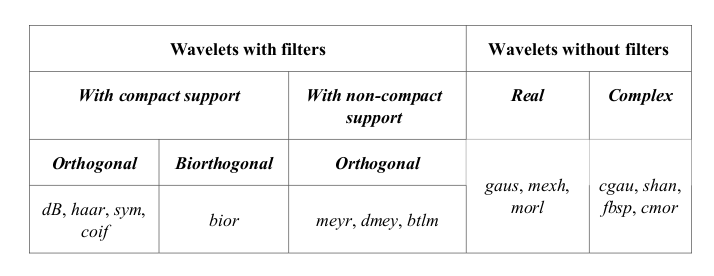 Wavelets with filters
Wavelets without filters
With compact support
With non-compact
support
Real
Complex
Orthogonal
Biorthogonal
Orthogonal
gaus, mexh,
morl
cgau, shan,
fbsp, cmor
dB, haar, sym,
coif
bior
meyr, dmey, btlm